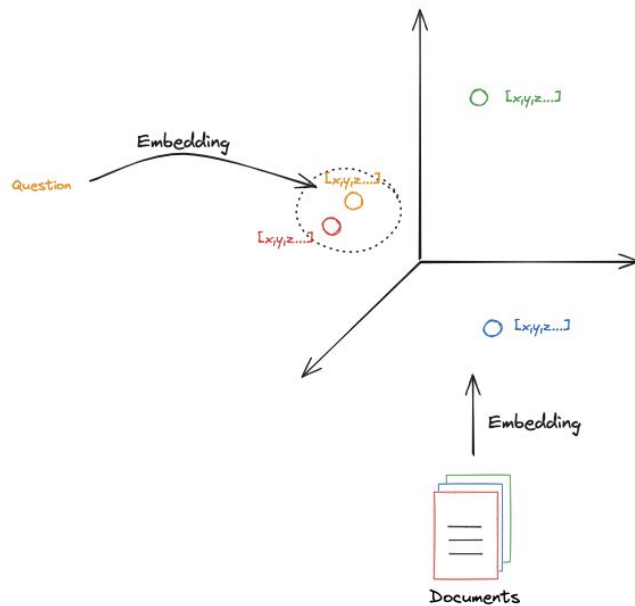 [x,y,z...]
Embedding
Question
[x,y,z...]
[x,y,z...]
[x,y,z...]
Embedding
Documents